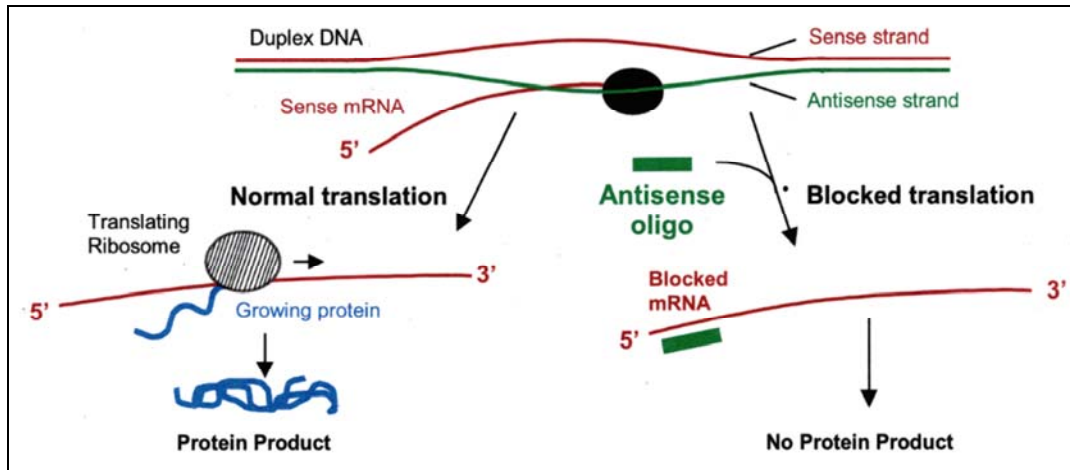 Duplex DNA
Sense strand
Antisense strand
Sense mRNA
5’
Normal translation
Antisense
oligo
Blocked translation
Translating
Ribosome
3’
5’
Growing protein
Blocked
mRNA
3’
5’
Protein Product
No Protein Product